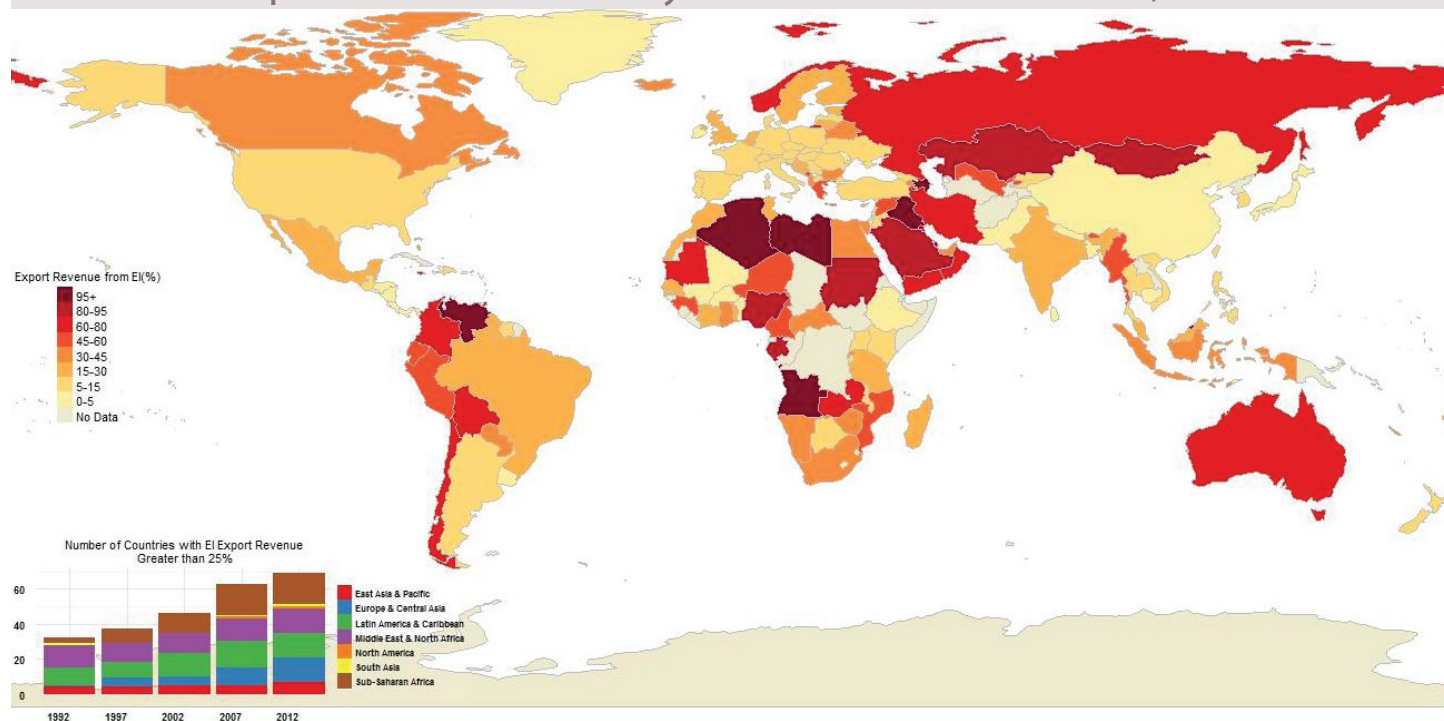 Export Revenue from EI(%)
95+
80-95
60-80
45-60
30-45
15-30
5-15
0-5
No Data
Number of Countries with EI Export Revenue
Greater than 25%
60
40
20
0
1992 1997 2002 2007 2012
East Asia & Pacific
Europe & Central Asia
Latin America & Caribbean
Middle East & North Africa
North America
South Asia
Sub-Saharan Africa